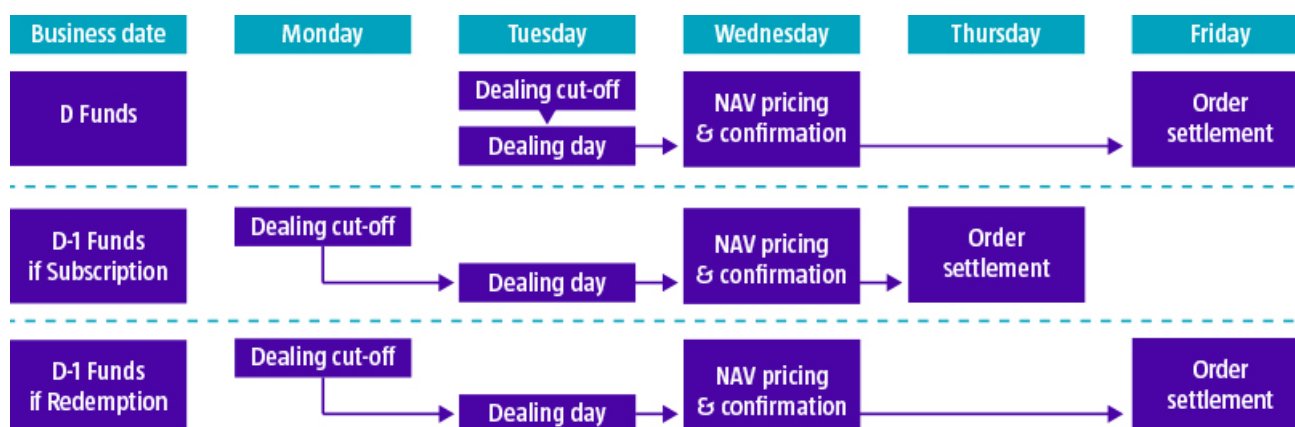 Business date Monday Tuesday Wednesday Thursday Friday
D Funds
Dealing cut-off
Dealing day
NAV pricing
& confirmation
Order
settlement
D-1 Funds
if Subscription
Dealing cut-off
Dealing day
NAV pricing
& confirmation
Order
settlement
D-1 Funds
if Redemption
Dealing cut-off
Dealing day
NAV pricing
& confirmation
Order
settlement